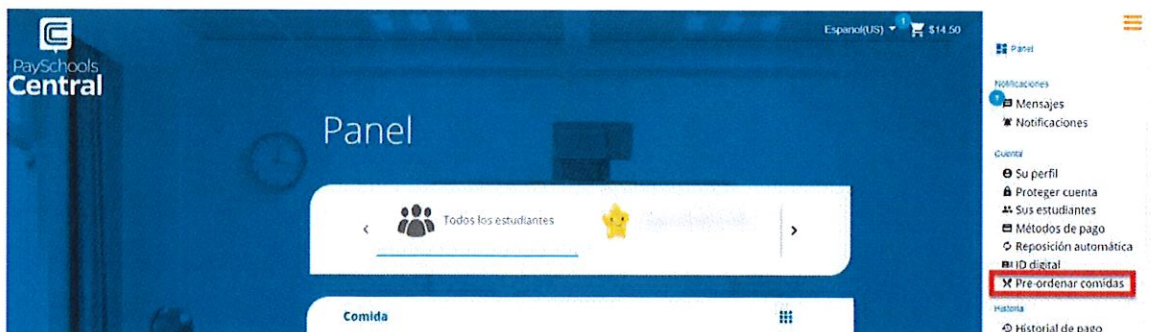 PaySchools
Central
Espanol(US)
1
$14.50
Panel
Todos los estudiantes
Comida
Panel
Notificaciones
Mensajes
Notificaciones
Cuenta
Su perfil
Proteger cuenta
Sus estudiantes
Métodos de pago
Reposición automática
ID digital
Pre-ordenar comidas
Historia
Historial de pago